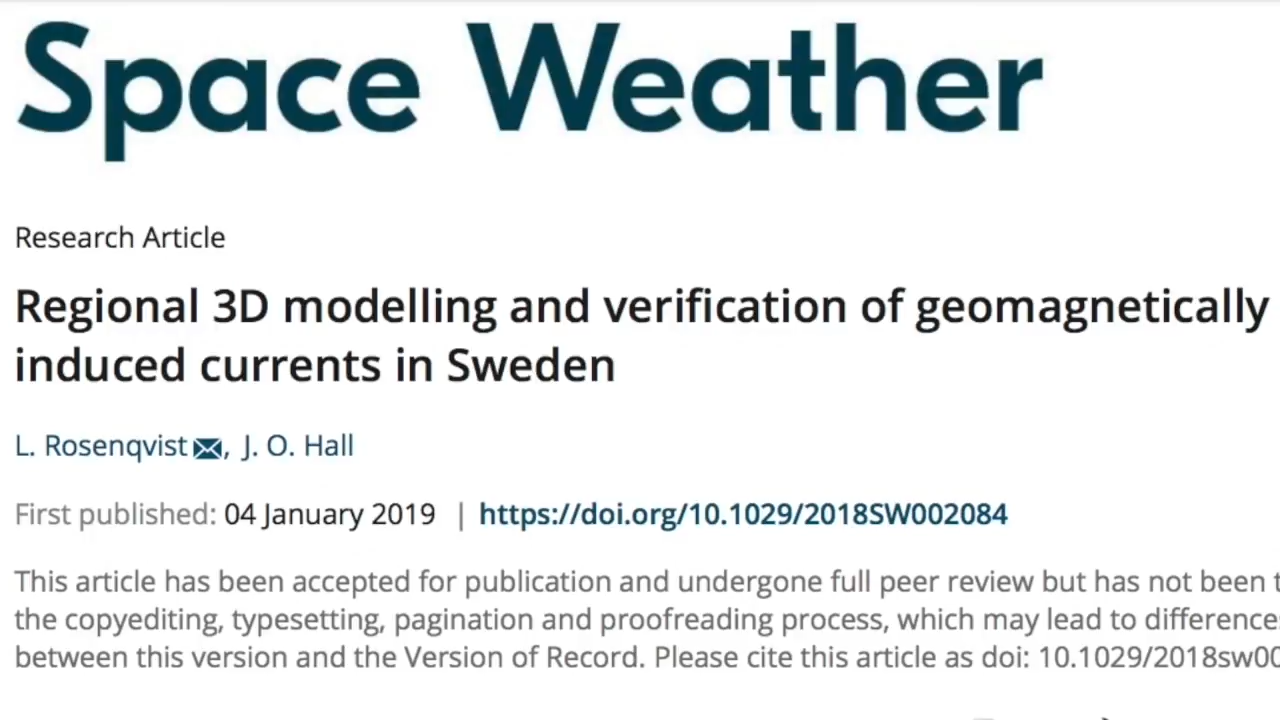 Space Weather
Research Article
Regional 3D modelling and verification of geomagnetically
induced currents in Sweden
L. Rosenqvist, J. O. Hall
First published: 04 January 2019 | https://doi.org/10.1029/2018SW002084
This article has been accepted for publication and undergone full peer review but has not been
the copyediting, typesetting, pagination and proofreading process, which may lead to differences
between this version and the Version of Record. Please cite this article as doi: 10.1029/2018sw00